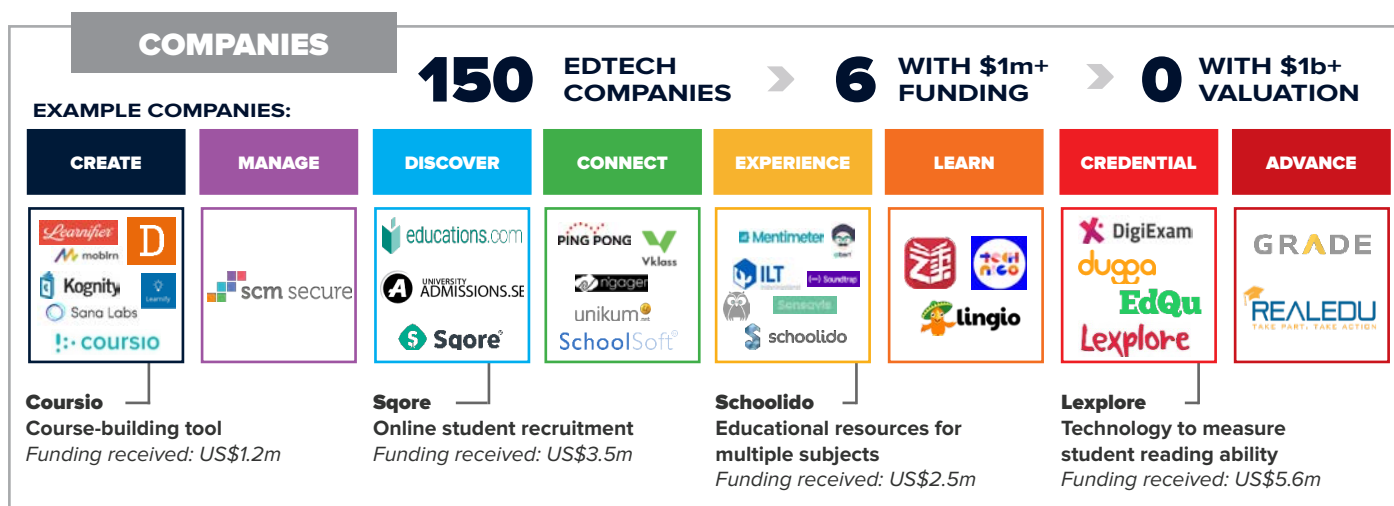 COMPANIES
150 EDTECH COMPANIES
6 WITH $1m+ FUNDING
0 WITH $1b+ VALUATION
EXAMPLE COMPANIES:
CREATE
MANAGE
DISCOVER
CONNECT
EXPERIENCE
LEARN
CREDENTIAL
ADVANCE
Learnifier
D
moblrn
Kognity
Learnify
Sana Labs
coursio
scm secure
educations.com
UNIVERSITY
ADMISSIONS.SE
Sqore
PING PONG
Vklass
ngager
unikum.net
SchoolSoft
Mentimeter
ILT
Soundtrap
Sensavis
schoolido
TECH
NICO
lingio
DigiExam
dugga
EdQu
Lexplore
GRADE
REALEDU
TAKE PART, TAKE ACTION
Coursio
Course-building tool
Funding received: US$1.2m
Sqore
Online student recruitment
Funding received: US$3.5m
Schoolido
Educational resources for
multiple subjects
Funding received: US$2.5m
Lexplore
Technology to measure
student reading ability
Funding received: US$5.6m